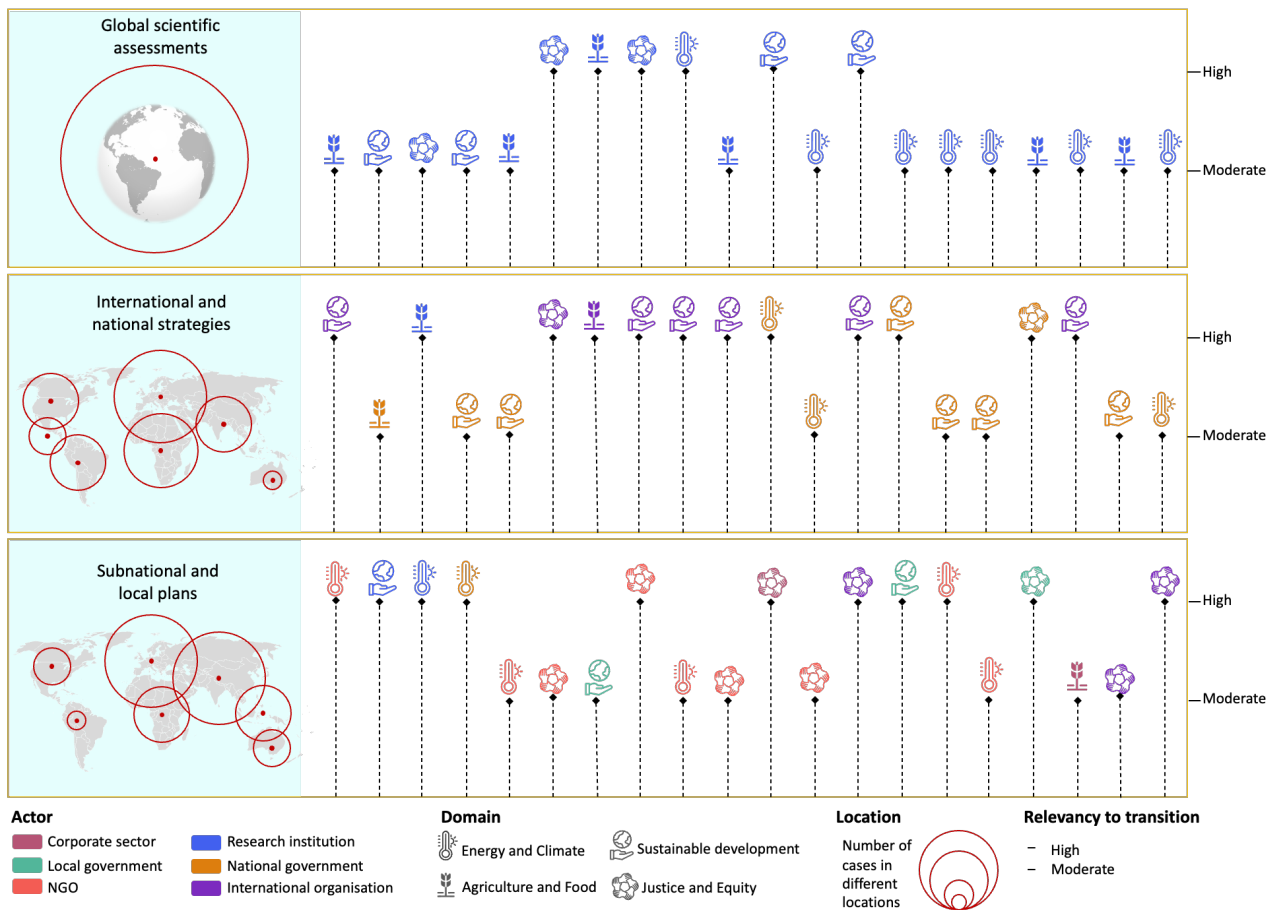 Global scientific
assessments
High
Moderate
International and
national strategies
High
Moderate
Subnational and
local plans
High
Moderate
Actor
Corporate sector
Local government
NGO
Research institution
National government
International organisation
Domain
Energy and Climate
Agriculture and Food
Sustainable development
Justice and Equity
Location
Number of
cases in
different
locations
Relevancy to transition
High
Moderate